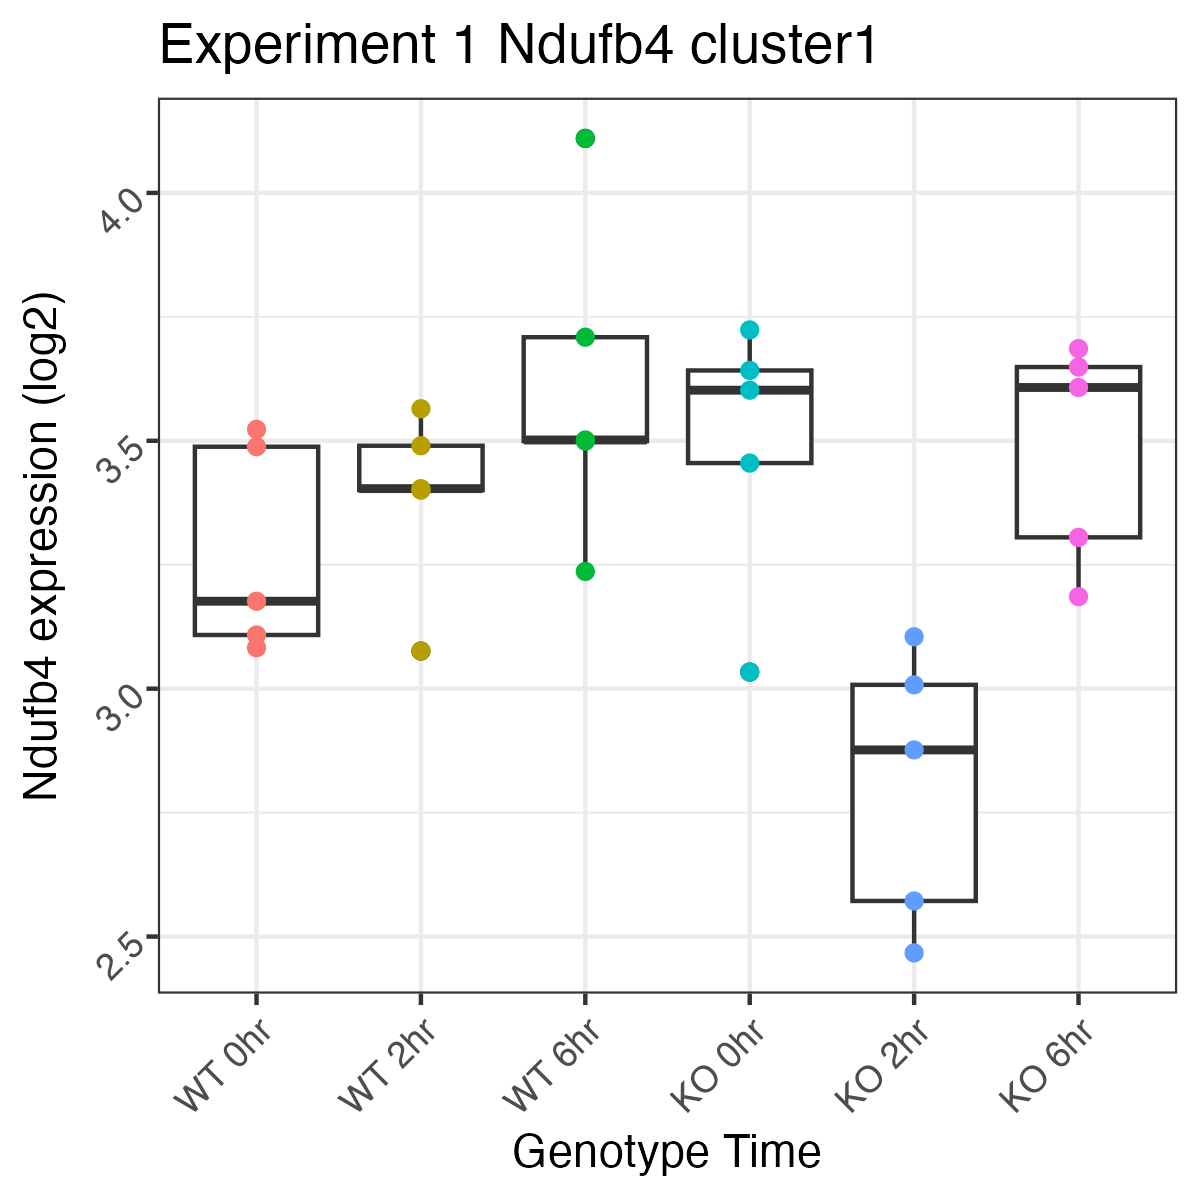 Experiment 1 Ndufb4 cluster1
Ndufb4 expression (log2)
4.0
3.5
3.0
2.5
WT 0hr
WT 2hr
WT 6hr
KO 0hr
KO 2hr
KO 6hr
Genotype Time